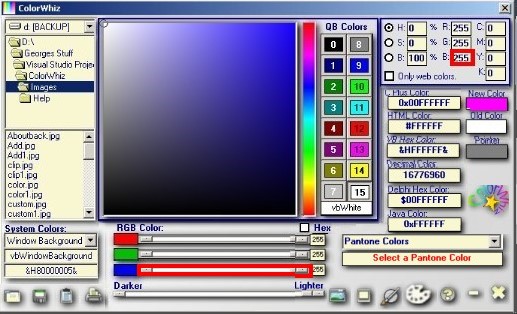 ColorWhiz
d: [BACKUP]
D:\
Georges Stuff
Visual Studio Proje
ColorWhiz
Images
Help
Aboutback.jpg
Add.jpg
Add1.jpg
clip.jpg
clip1.jpg
color.jpg
color1.jpg
custom.jpg
custom1.jpg
QB Colors
0 8
1 9
2 10
3 11
4 12
5 13
6 14
7 15
vbWhite
H: 0 % R: 255 C: 0
S: 0 % G: 255 M: 0
B: 100 % B: 255 Y: 0
Only web colors. K: 0
C Plus Color:
0x00FFFFFF
HTML Color:
#FFFFFF
VB Hex Color:
&HFFFFFF&
Decimal Color:
16776960
Delphi Hex Color:
$00FFFFFF
Java Color:
0xFFFFFF
New Color
Old Color
Pointer
System Colors:
Window Background
vbWindowBackground
&H80000005&
RGB Color:
Hex
255
255
255
Darker Lighter
Pantone Colors
Select a Pantone Color